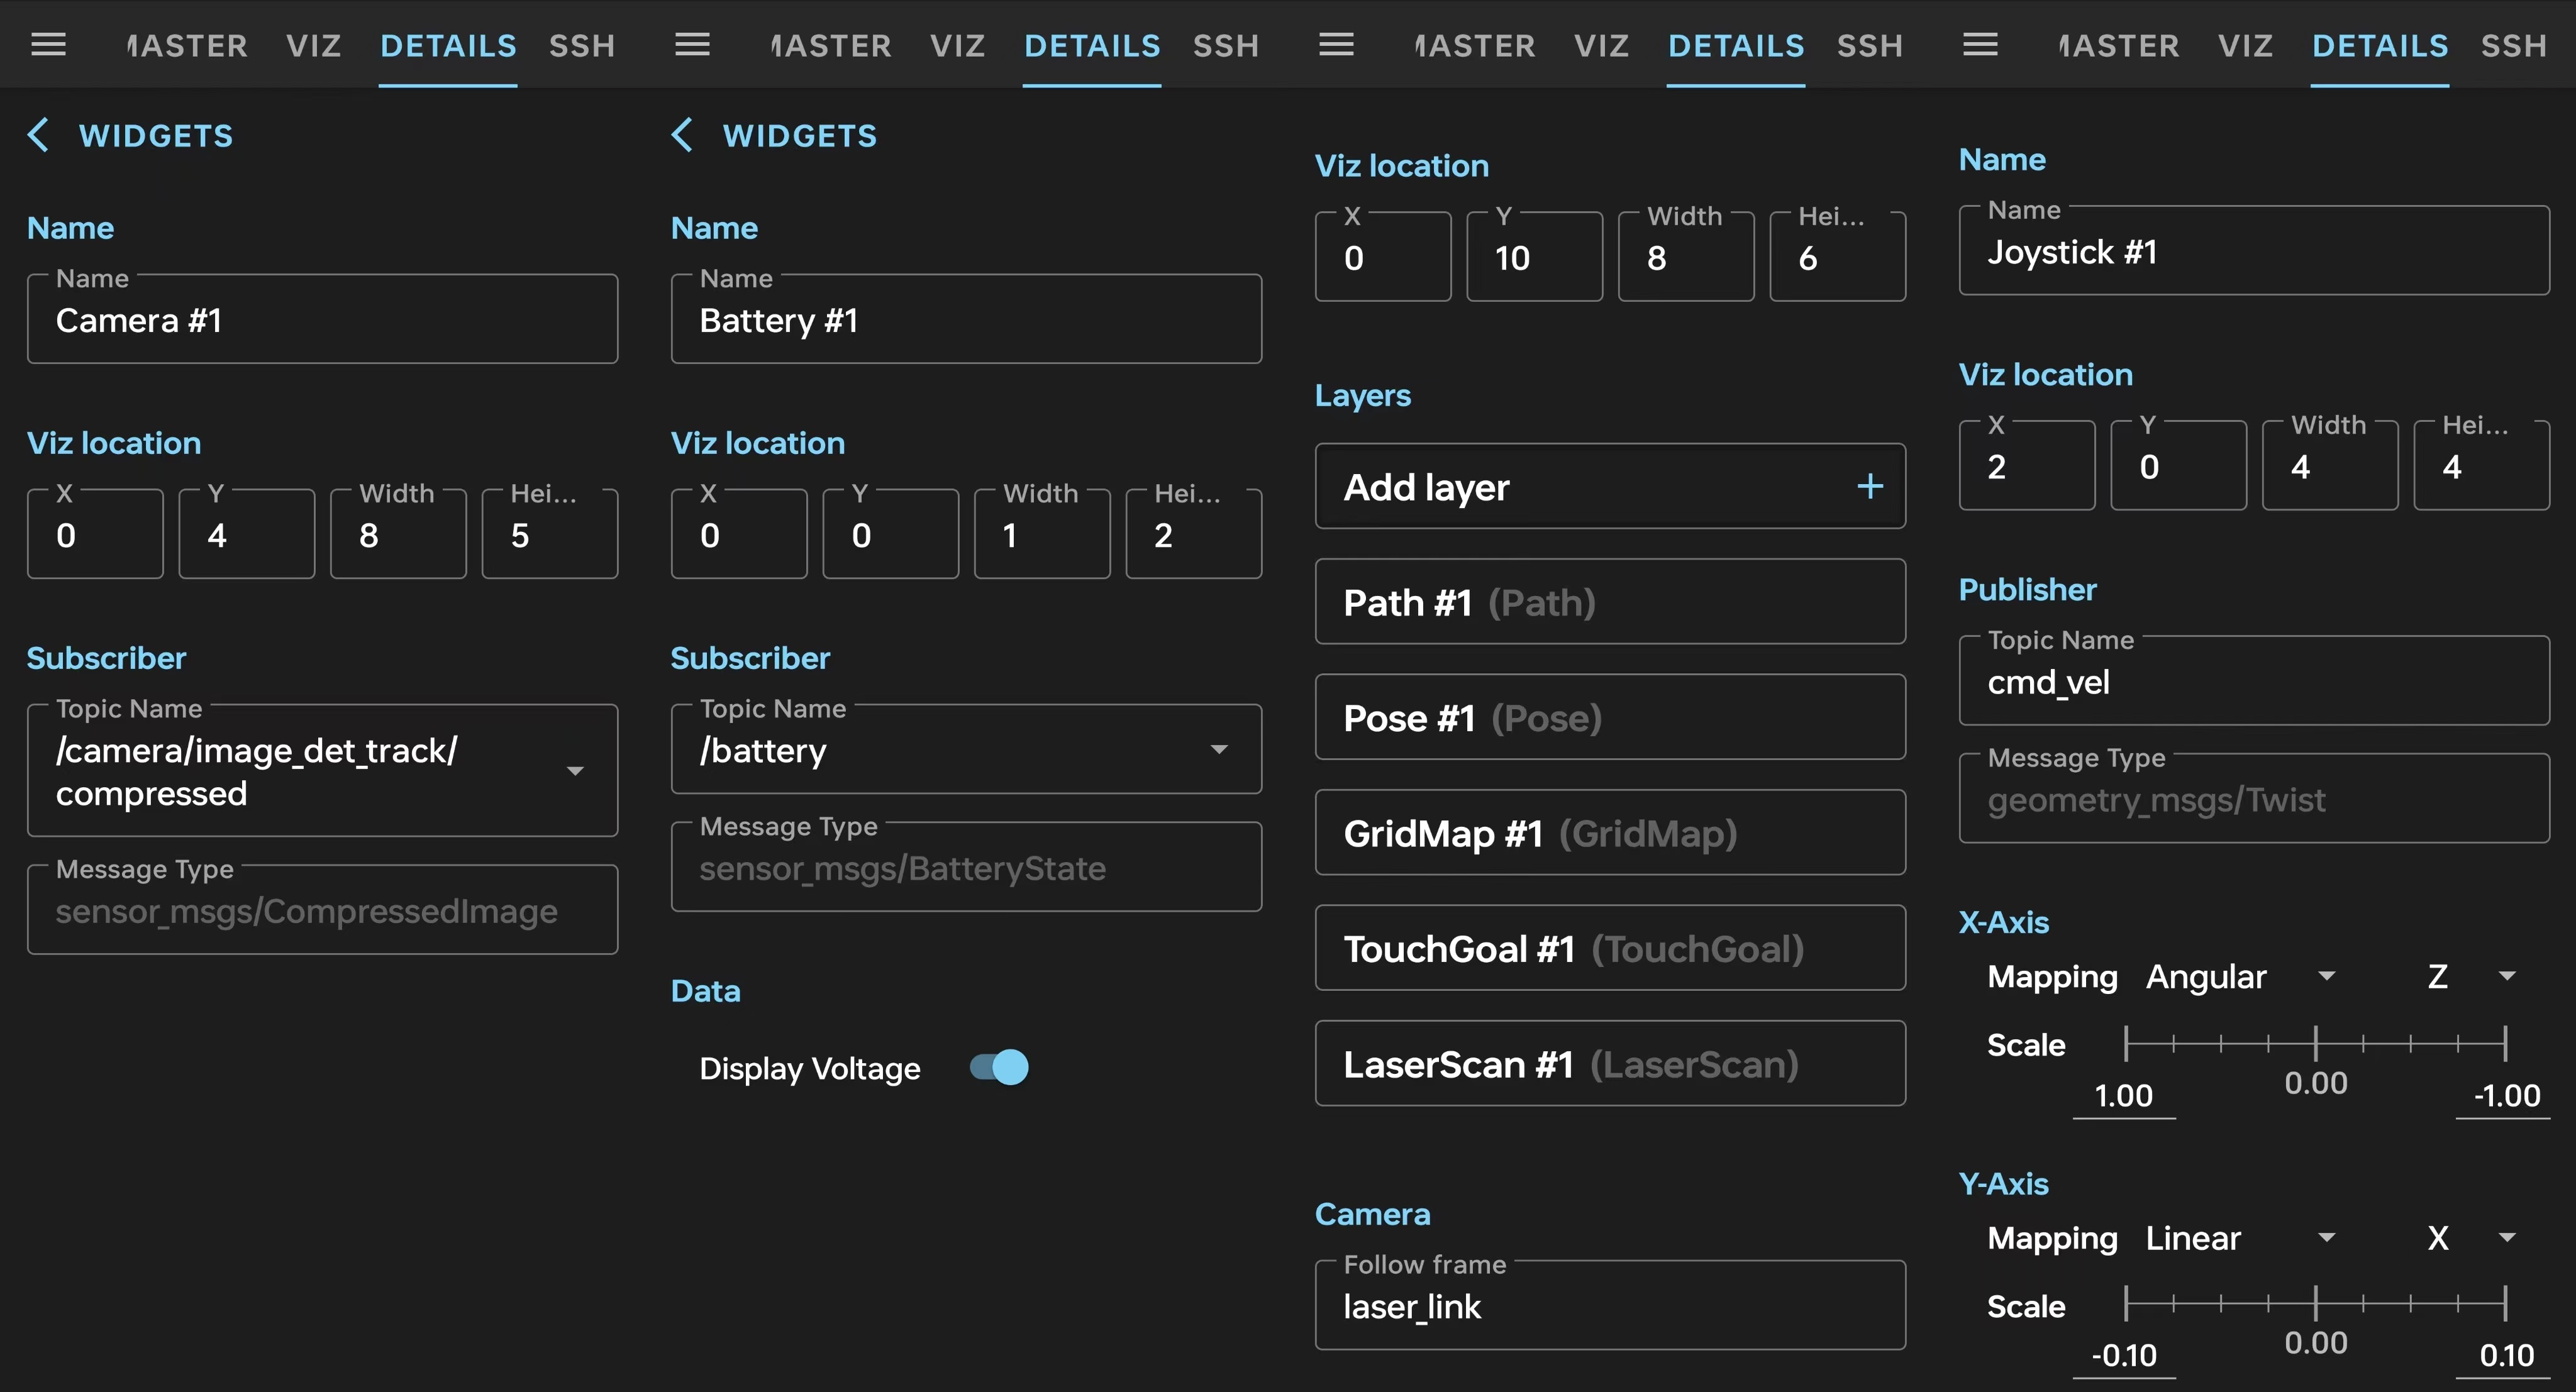 MASTER VIZ DETAILS SSH
WIDGETS
Name
Name
Camera #1
Viz location
X Y Width Hei...
0 4 8 5
Subscriber
Topic Name
/camera/image_det_track/
compressed
Message Type
sensor_msgs/CompressedImage
MASTER VIZ DETAILS SSH
WIDGETS
Name
Name
Battery #1
Viz location
X Y Width Hei...
0 0 1 2
Subscriber
Topic Name
/battery
Message Type
sensor_msgs/BatteryState
Data
Display Voltage
MASTER VIZ DETAILS SSH
Viz location
X Y Width Hei...
0 10 8 6
Layers
Add layer +
Path #1 (Path)
Pose #1 (Pose)
GridMap #1 (GridMap)
TouchGoal #1 (TouchGoal)
LaserScan #1 (LaserScan)
Camera
Follow frame
laser_link
MASTER VIZ DETAILS SSH
Name
Name
Joystick #1
Viz location
X Y Width Hei...
2 0 4 4
Publisher
Topic Name
cmd_vel
Message Type
geometry_msgs/Twist
X-Axis
Mapping Angular Z
Scale
1.00 0.00 -1.00
Y-Axis
Mapping Linear X
Scale
-0.10 0.00 0.10